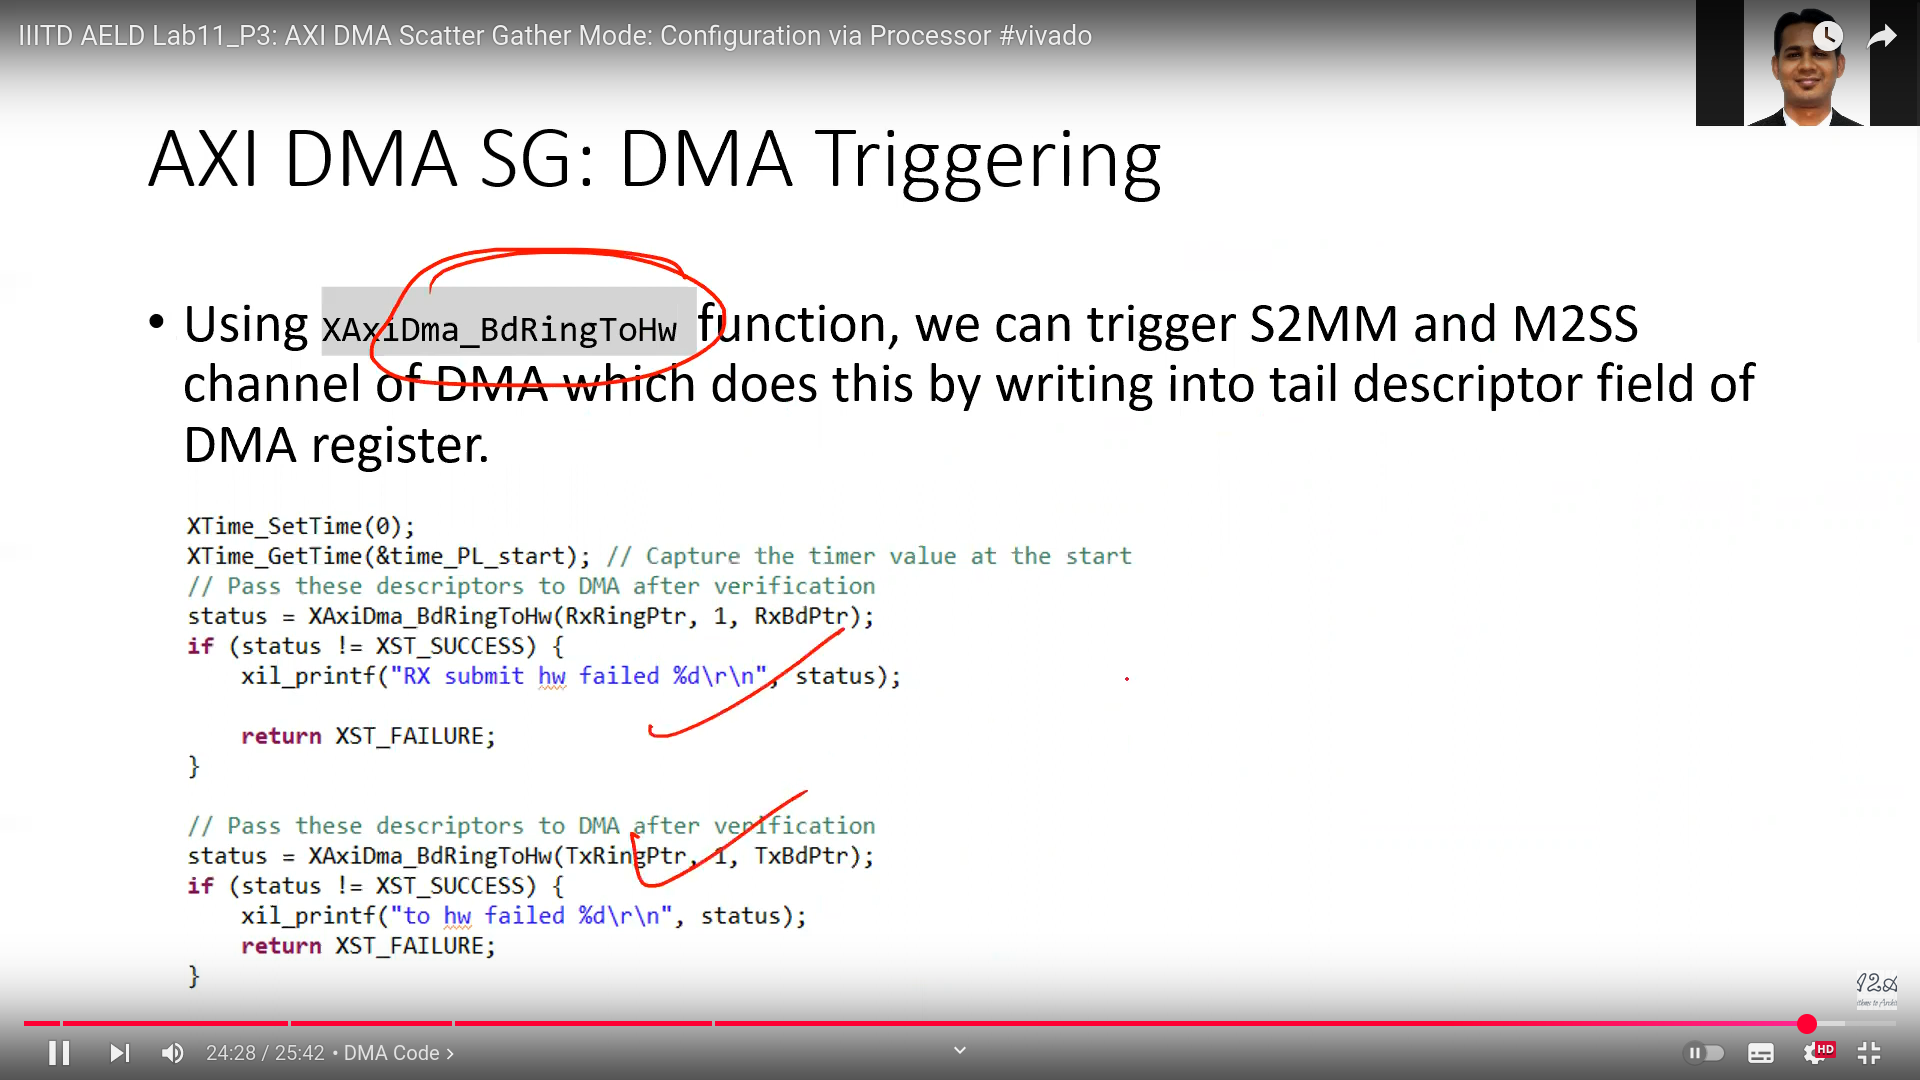 IIITD AELD Lab11_P3: AXI DMA Scatter Gather Mode: Configuration via Processor #vivado
AXI DMA SG: DMA Triggering
• Using XAxiDma_BdRingToHw function, we can trigger S2MM and M2SS
channel of DMA which does this by writing into tail descriptor field of
DMA register.
XTime_SetTime(0);
XTime_GetTime(&time_PL_start); // Capture the timer value at the start
// Pass these descriptors to DMA after verification
status = XAxiDma_BdRingToHw(RxRingPtr, 1, RxBdPtr);
if (status != XST_SUCCESS) {
xil_printf("RX submit hw failed %d\r\n", status);
return XST_FAILURE;
}
// Pass these descriptors to DMA after verification
status = XAxiDma_BdRingToHw(TxRingPtr, 1, TxBdPtr);
if (status != XST_SUCCESS) {
xil_printf("to hw failed %d\r\n", status);
return XST_FAILURE;
}
24:28 / 25:42 • DMA Code ›
HD